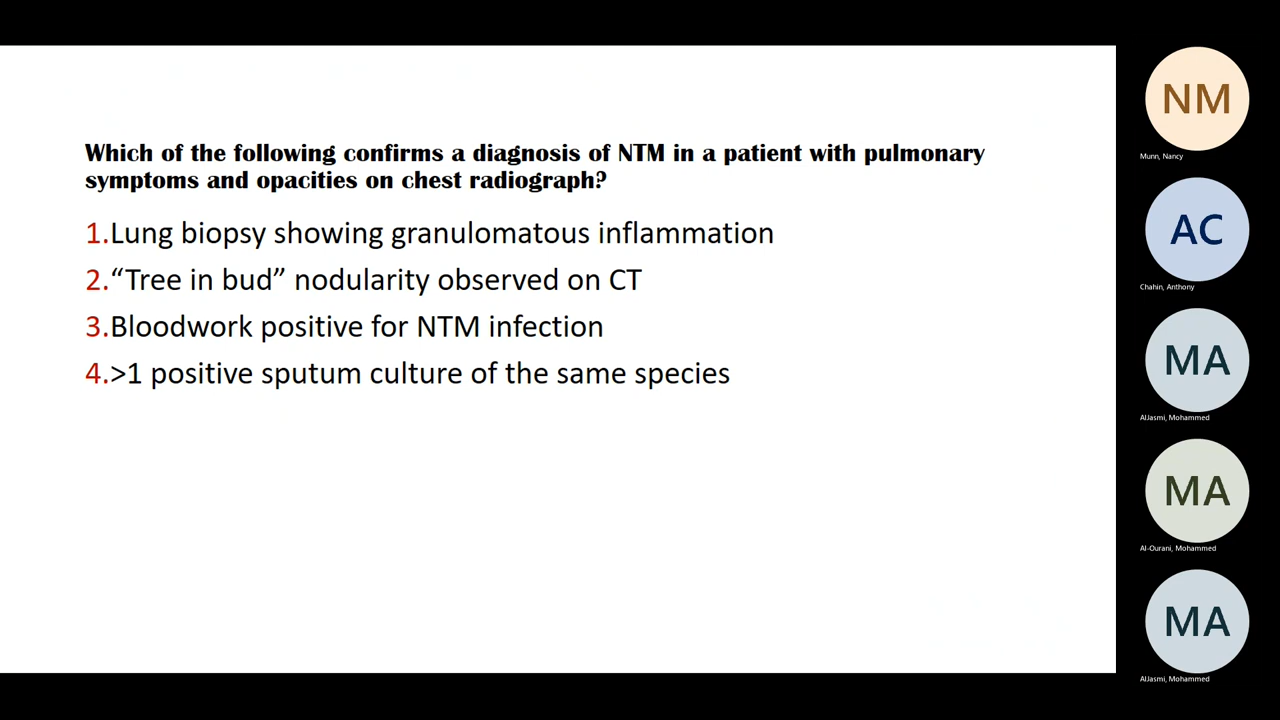 Which of the following confirms a diagnosis of NTM in a patient with pulmonary
symptoms and opacities on chest radiograph?
1.Lung biopsy showing granulomatous inflammation
2.“Tree in bud” nodularity observed on CT
3.Bloodwork positive for NTM infection
4.>1 positive sputum culture of the same species
NM
Munn, Nancy
AC
Chahin, Anthony
MA
AlJasmi, Mohammed
MA
Al-Ourani, Mohammed
MA
AlJasmi, Mohammed